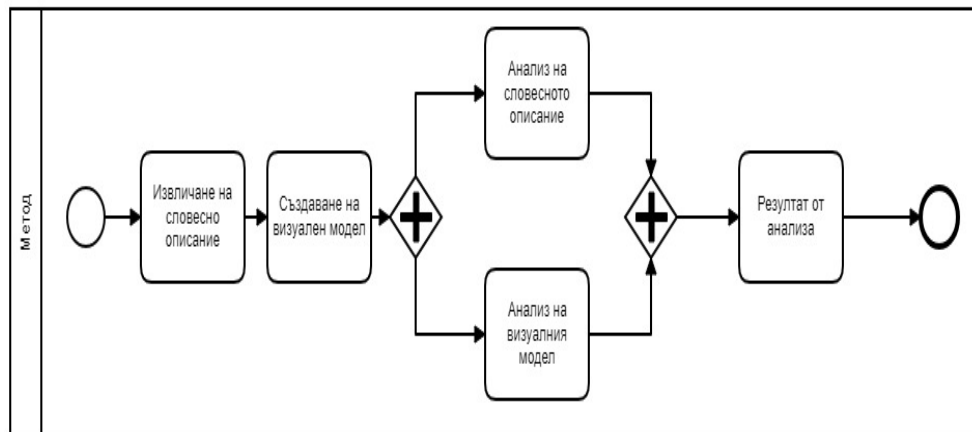 Метод
Извличане на
словесно
описание
Създаване на
визуален модел
Анализ на
словесното
описание
Анализ на
визуалния
модел
Резултат от
анализа